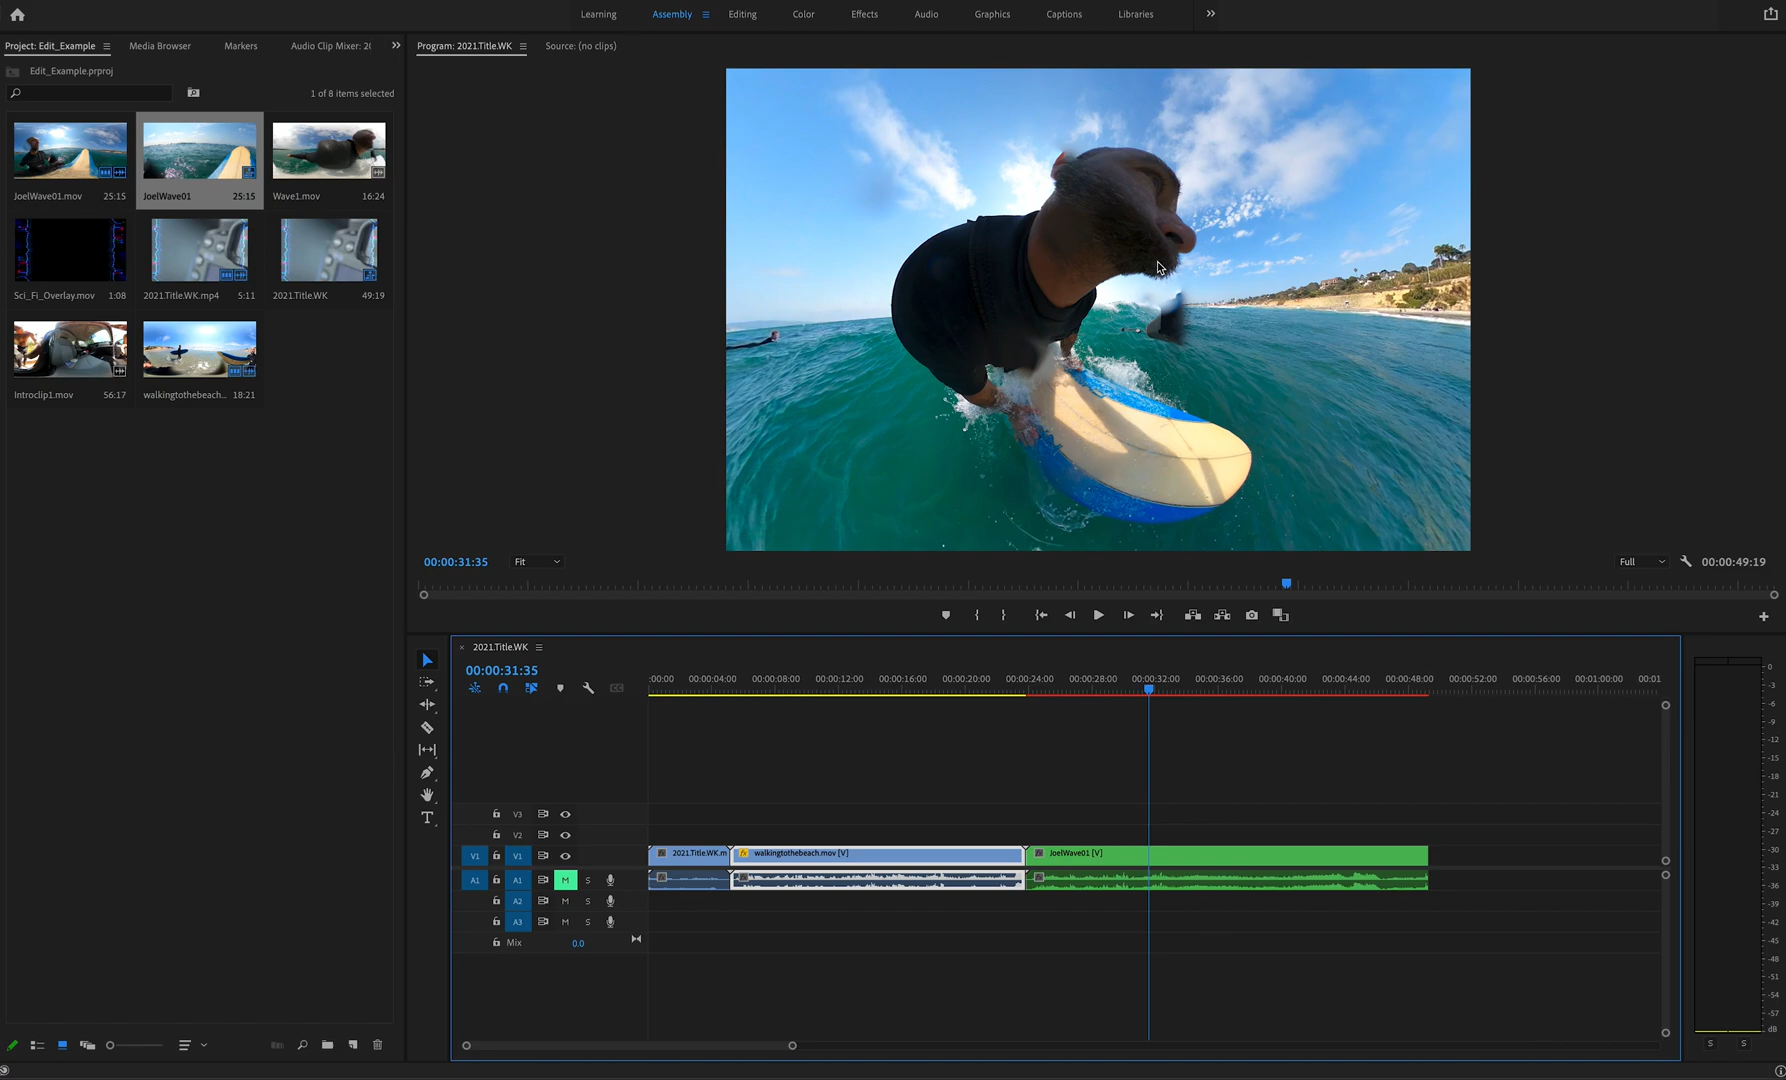 Learning Assembly Editing Color Effects Audio Graphics Captions Libraries
Project: Edit_Example Media Browser Markers Audio Clip Mixer: 20
Edit_Example.prproj
1 of 8 items selected
JoelWave01.mov 25:15
JoelWave01 25:15
Wave1.mov 16:24
Sci_Fi_Overlay.mov 1:08
2021.Title.WK.mp4 5:11
2021.Title.WK 49:19
Introclip1.mov 56:17
walkingtothebeach... 18:21
Program: 2021.Title.WK Source: (no clips)
00:00:31:35 Fit Full 00:00:49:19
2021.Title.WK
00:00:31:35
:00:00 00:00:04:00 00:00:08:00 00:00:12:00 00:00:16:00 00:00:20:00 00:00:24:00 00:00:28:00 00:00:32:00 00:00:36:00 00:00:40:00 00:00:44:00 00:00:48:00 00:00:52:00 00:00:56:00 00:01:00:00 00:01
V3
V2
V1 V1 2021.Title.WK.m fx walkingtothebeach.mov [V] JoelWave01 [V]
A1 A1 M S
A2 M S
A3 M S
Mix 0.0
T
0
-3
-6
-9
-12
-15
-18
-21
-24
-27
-30
-33
-36
-39
-42
-45
-48
-51
-54
-57
dB
S S